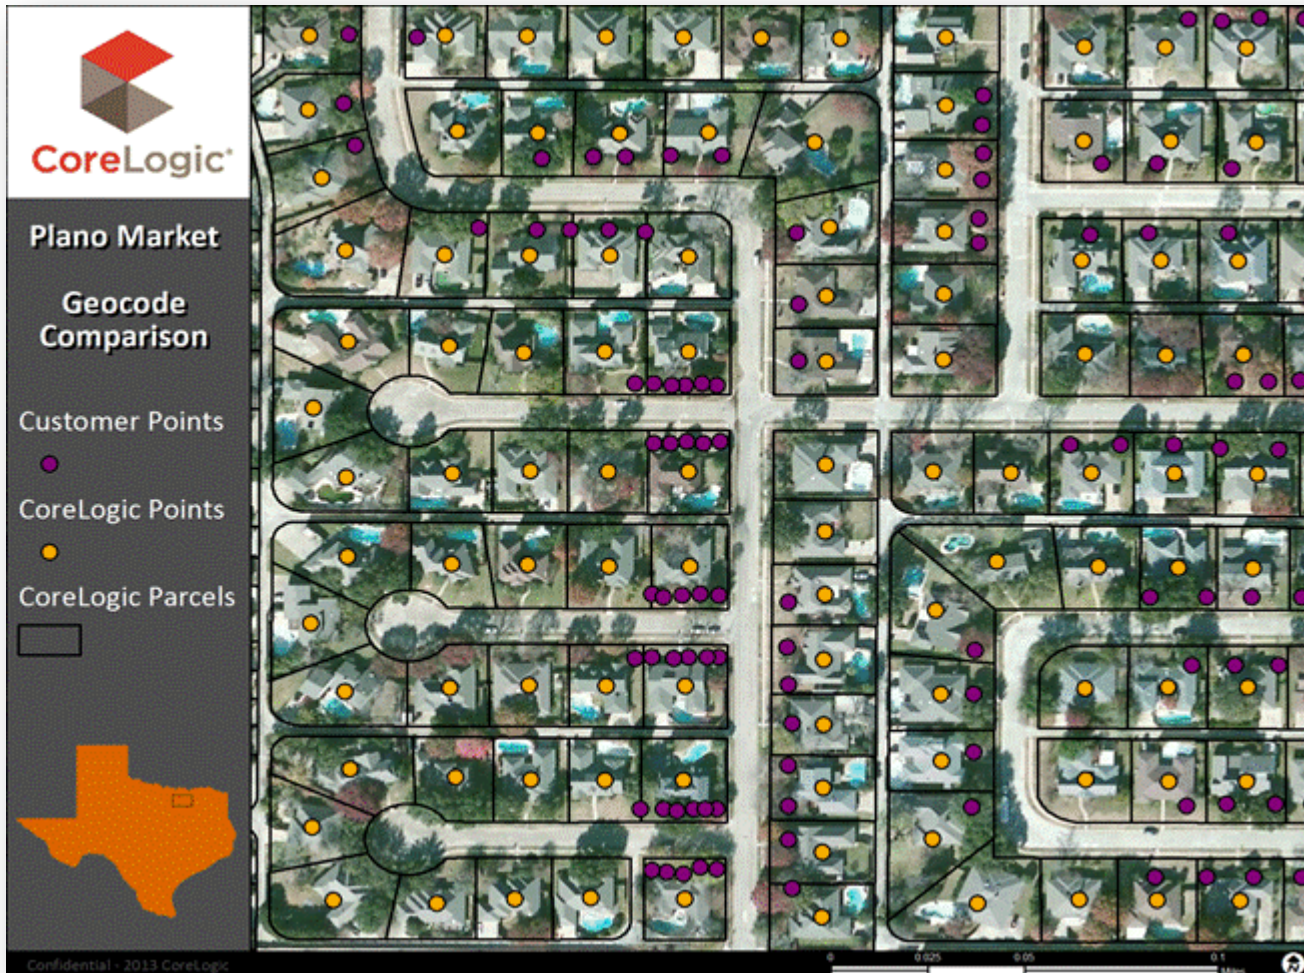 CoreLogic®
Plano Market
Geocode
Comparison
Customer Points
CoreLogic Points
CoreLogic Parcels
Confidential - 2013 CoreLogic
0 0.025 0.05 0.1